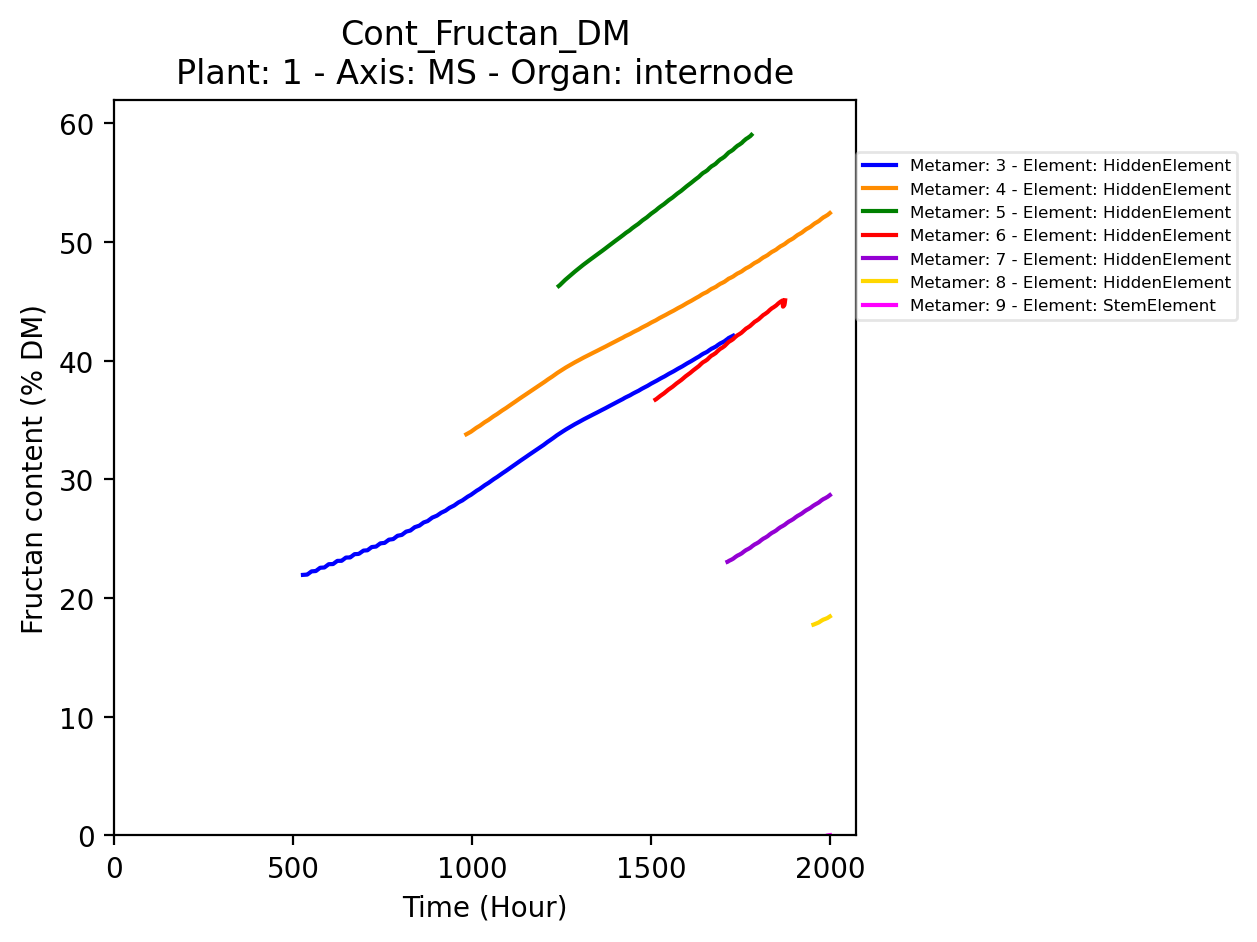 Cont_Fructan_DM
Plant: 1 - Axis: MS - Organ: internode
Fructan content (% DM)
60
50
40
30
20
10
0
0 500 1000 1500 2000
Time (Hour)
Metamer: 3 - Element: HiddenElement
Metamer: 4 - Element: HiddenElement
Metamer: 5 - Element: HiddenElement
Metamer: 6 - Element: HiddenElement
Metamer: 7 - Element: HiddenElement
Metamer: 8 - Element: HiddenElement
Metamer: 9 - Element: StemElement